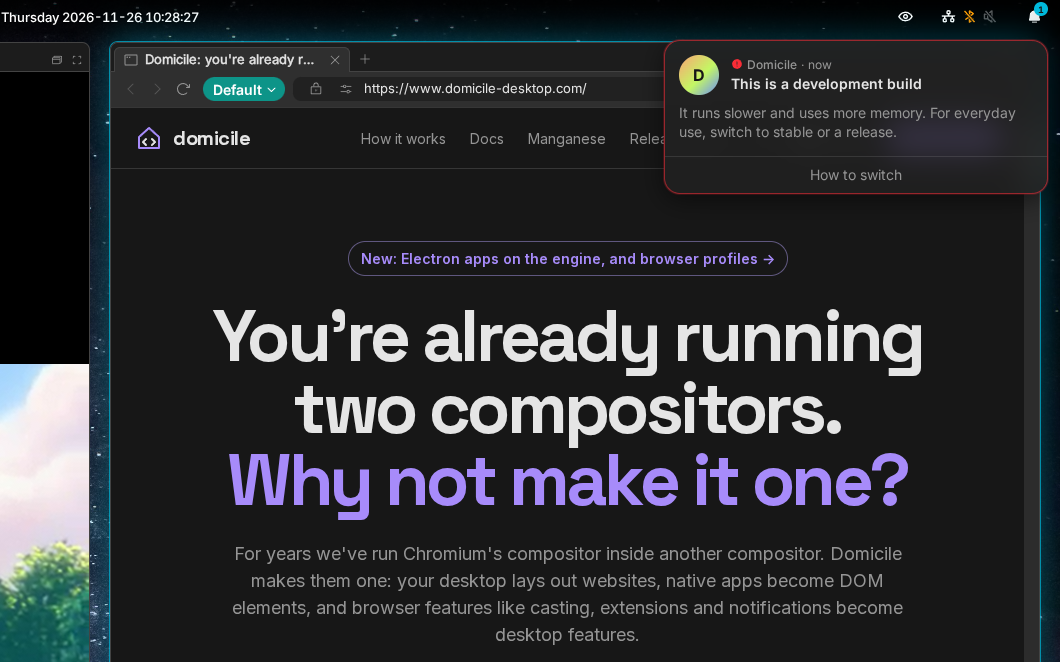 Thursday 2026-11-26 10:28:27
1
Domicile: you're already r...
Default
https://www.domicile-desktop.com/
D
Domicile · now
This is a development build
It runs slower and uses more memory. For everyday
use, switch to stable or a release.
How to switch
domicile
How it works
Docs
Manganese
Relea
New: Electron apps on the engine, and browser profiles →
You’re already running
two compositors.
Why not make it one?
For years we've run Chromium's compositor inside another compositor. Domicile
makes them one: your desktop lays out websites, native apps become DOM
elements, and browser features like casting, extensions and notifications become
desktop features.